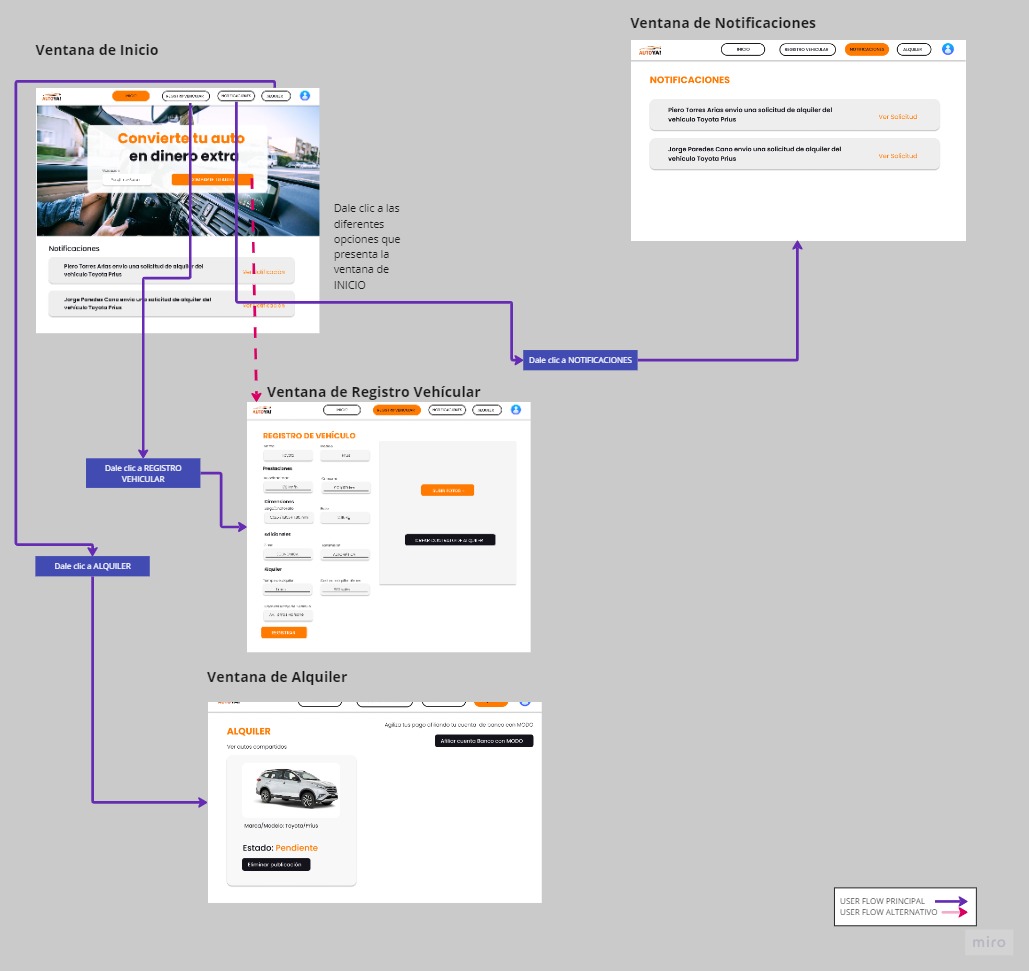 Ventana de Inicio
AUTOYA!
INICIO
REGISTRO VEHICULAR
NOTIFICACIONES
ALQUILER
Convierte tu auto
en dinero extra
Notificaciones
Piero Torres Arias envio una solicitud de alquiler del
vehiculo Toyota Prius
Jorge Paredes Cano envio una solicitud de alquiler del
vehiculo Toyota Prius
Dale clic a las
diferentes
opciones que
presenta la
ventana de
INICIO
Ventana de Notificaciones
AUTOYA!
INICIO
REGISTRO VEHICULAR
NOTIFICACIONES
ALQUILER
NOTIFICACIONES
Piero Torres Arias envio una solicitud de alquiler del
vehiculo Toyota Prius
Ver Solicitud
Jorge Paredes Cano envio una solicitud de alquiler del
vehiculo Toyota Prius
Ver Solicitud
Dale clic a NOTIFICACIONES
Ventana de Registro Vehícular
AUTOYA!
INICIO
REGISTRO VEHICULAR
NOTIFICACIONES
ALQUILER
REGISTRO DE VEHÍCULO
Prestaciones
Dimensiones
Adicionales
Alquiler
REGISTRAR
Dale clic a REGISTRO
VEHICULAR
Dale clic a ALQUILER
Ventana de Alquiler
ALQUILER
Ver autos compartidos
Agiliza tus pago afiliando tu cuenta de banco con MODO
Afiliar cuenta Banco con MODO
Marca/Modelo: Toyota/Prius
Estado: Pendiente
Eliminar publicación
USER FLOW PRINCIPAL
USER FLOW ALTERNATIVO
miro